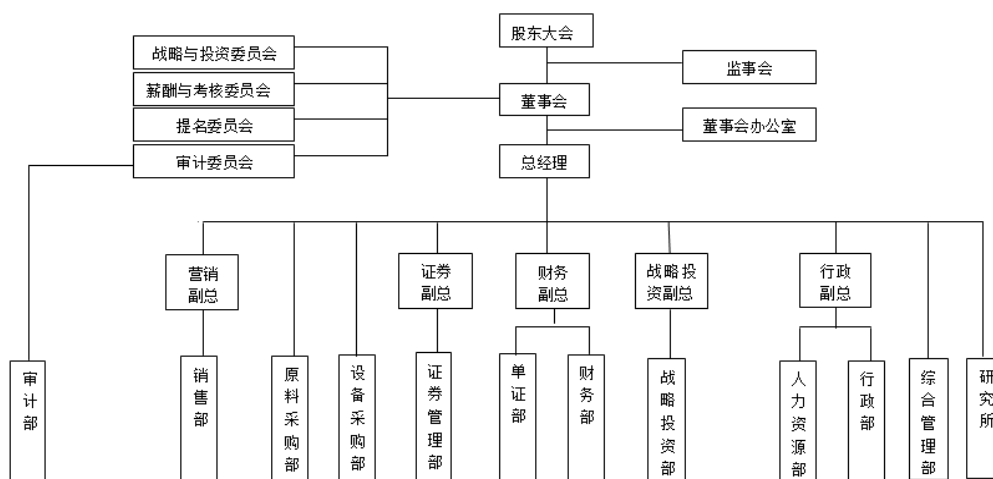 股东大会
战略与投资委员会
监事会
薪酬与考核委员会
董事会
提名委员会
董事会办公室
审计委员会
总经理
营销
副总
证券
副总
财务
副总
战略投
资副总
行政
副总
审计部
销售部
原料采购部
设备采购部
证券管理部
单证部
财务部
战略投资部
人力资源部
行政部
综合管理部
研究所